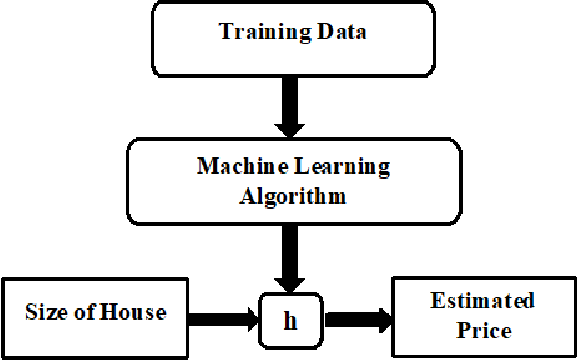 Training Data
Machine Learning
Algorithm
Size of House
h
Estimated
Price